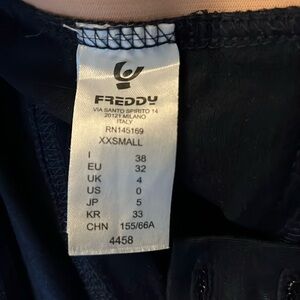 FREDDY
VIA SANTO SPIRITO 14
20121 MILANO
ITALY
RN145169
XXSMALL
I 38
EU 32
UK 4
US 0
JP 5
KR 33
CHN 155/66A
4458